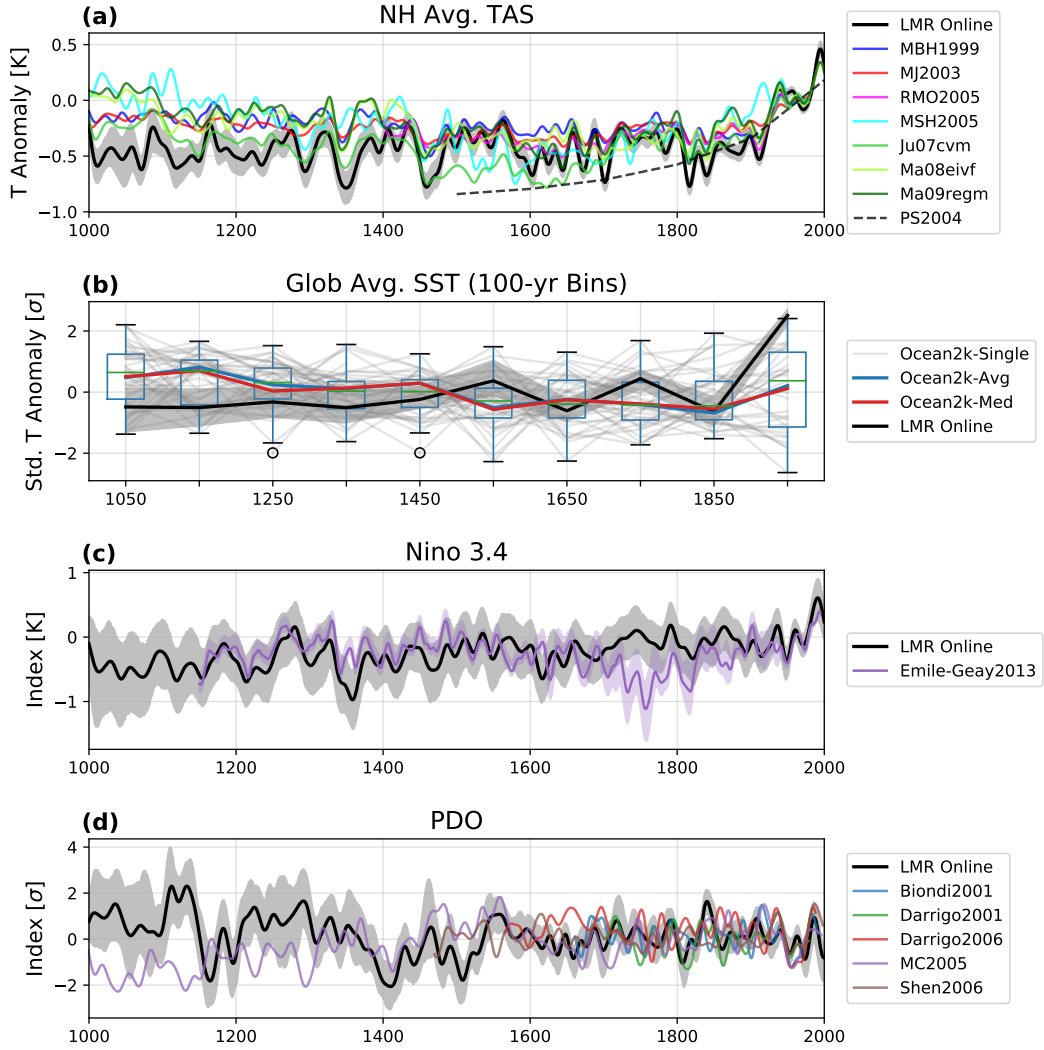 (a) NH Avg. TAS
T Anomaly [K]
0.5
0.0
−0.5
−1.0
1000 1200 1400 1600 1800 2000
LMR Online
MBH1999
MJ2003
RMO2005
MSH2005
Ju07cvm
Ma08eivf
Ma09regm
PS2004
(b) Glob Avg. SST (100-yr Bins)
Std. T Anomaly [σ]
2
0
−2
1050 1250 1450 1650 1850
Ocean2k-Single
Ocean2k-Avg
Ocean2k-Med
LMR Online
(c) Nino 3.4
Index [K]
1
0
−1
1000 1200 1400 1600 1800 2000
LMR Online
Emile-Geay2013
(d) PDO
Index [σ]
4
2
0
−2
1000 1200 1400 1600 1800 2000
LMR Online
Biondi2001
Darrigo2001
Darrigo2006
MC2005
Shen2006